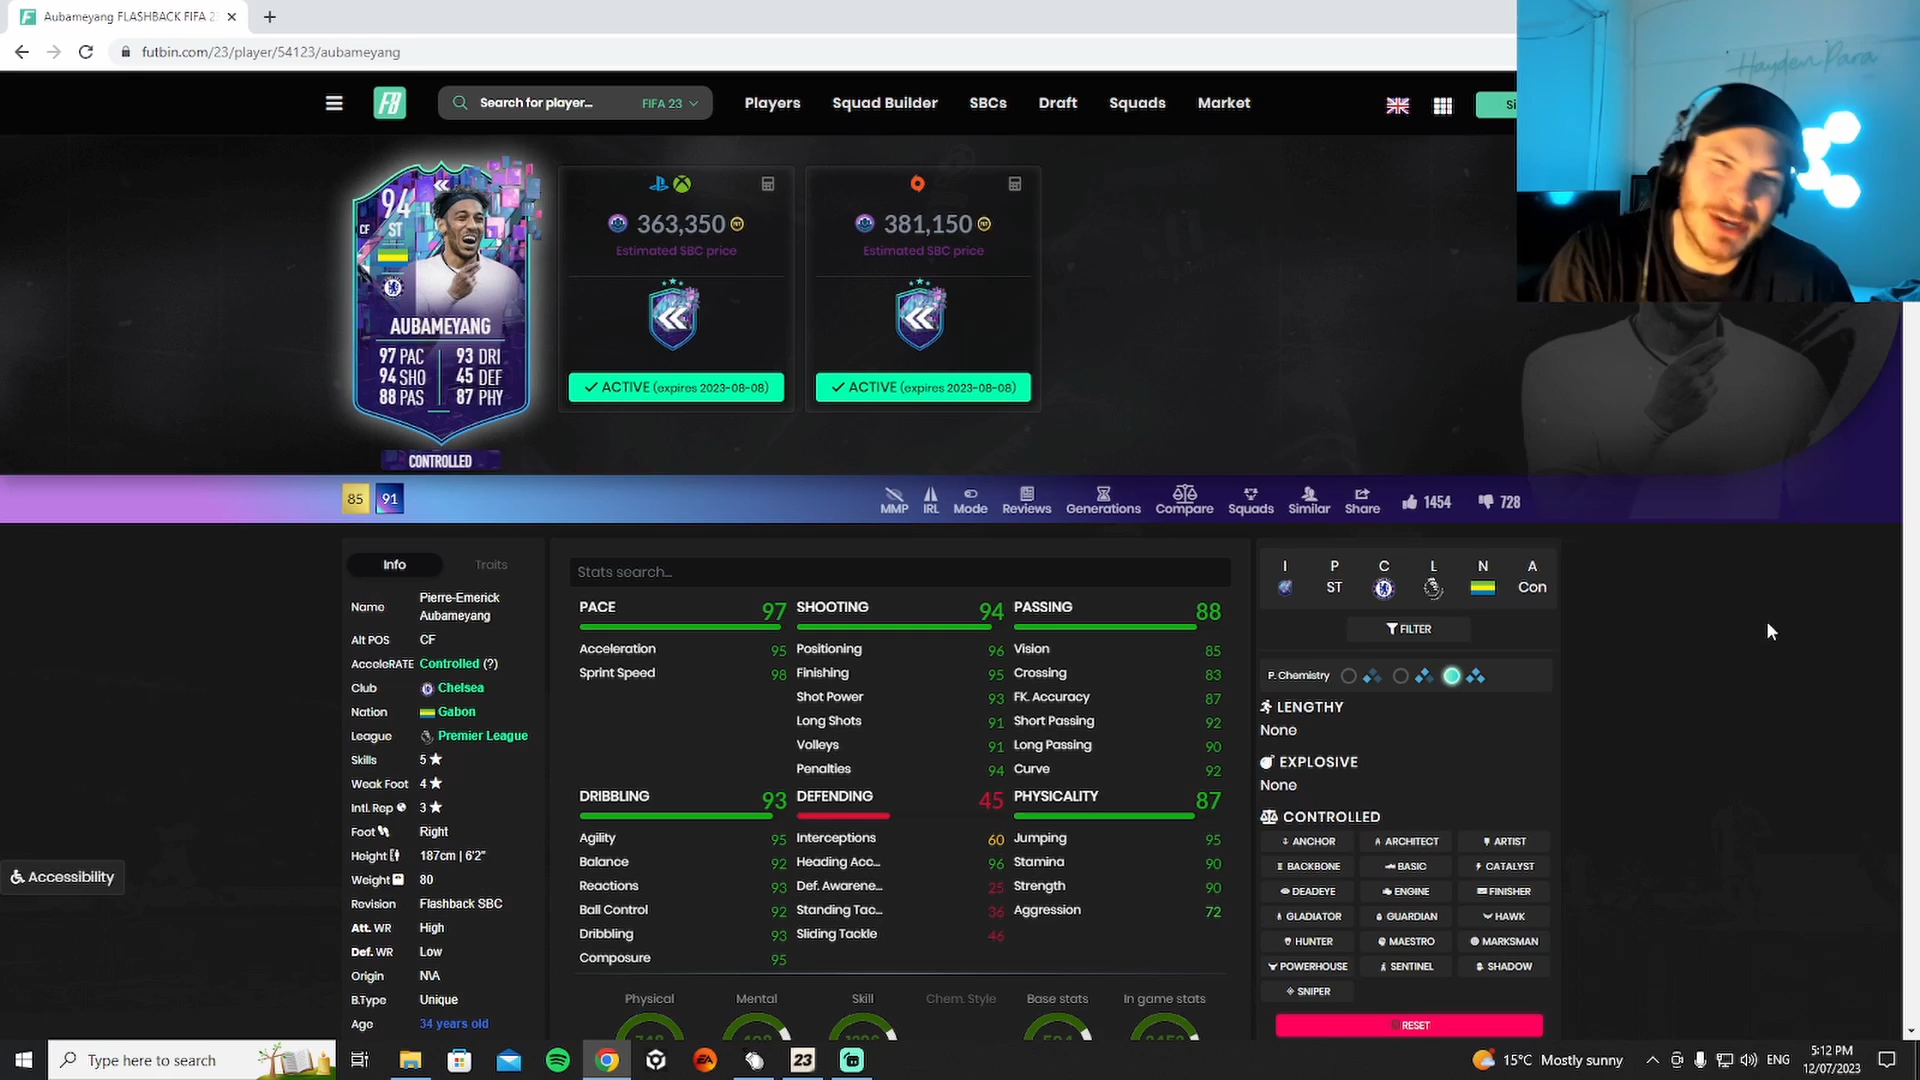 Aubameyang FLASHBACK FIFA 23
futbin.com/23/player/54123/aubameyang
Hayden Para
FB
Search for player...
FIFA 23
Players
Squad Builder
SBCs
Draft
Squads
Market
94
ST
CF
AUBAMEYANG
97 PAC 93 DRI
94 SHO 45 DEF
88 PAS 87 PHY
CONTROLLED
363,350
Estimated SBC price
ACTIVE (expires 2023-08-08)
381,150
Estimated SBC price
ACTIVE (expires 2023-08-08)
85 91
MMP IRL Mode Reviews Generations Compare Squads Similar Share 1454 728
Info Traits
Name Pierre-Emerick Aubameyang
Alt POS CF
AcceleRATE Controlled (?)
Club Chelsea
Nation Gabon
League Premier League
Skills 5
Weak Foot 4
Intl. Rep 3
Foot Right
Height 187cm | 6'2"
Weight 80
Revision Flashback SBC
Att. WR High
Def. WR Low
Origin N\A
B.Type Unique
Age 34 years old
Stats search...
PACE 97
Acceleration 95
Sprint Speed 98
SHOOTING 94
Positioning 96
Finishing 95
Shot Power 93
Long Shots 91
Volleys 91
Penalties 94
PASSING 88
Vision 85
Crossing 83
FK. Accuracy 87
Short Passing 92
Long Passing 90
Curve 92
DRIBBLING 93
Agility 95
Balance 92
Reactions 93
Ball Control 92
Dribbling 93
Composure 95
DEFENDING 45
Interceptions 60
Heading Acc... 96
Def. Awarene... 25
Standing Tac... 36
Sliding Tackle 46
PHYSICALITY 87
Jumping 95
Stamina 90
Strength 90
Aggression 72
Physical Mental Skill Chem. Style Base stats In game stats
I P C L N A
ST Con
FILTER
P. Chemistry
LENGTHY
None
EXPLOSIVE
None
CONTROLLED
ANCHOR ARCHITECT ARTIST
BACKBONE BASIC CATALYST
DEADEYE ENGINE FINISHER
GLADIATOR GUARDIAN HAWK
HUNTER MAESTRO MARKSMAN
POWERHOUSE SENTINEL SHADOW
SNIPER
RESET
Accessibility
Type here to search
EA
23
15°C Mostly sunny
ENG
5:12 PM
12/07/2023